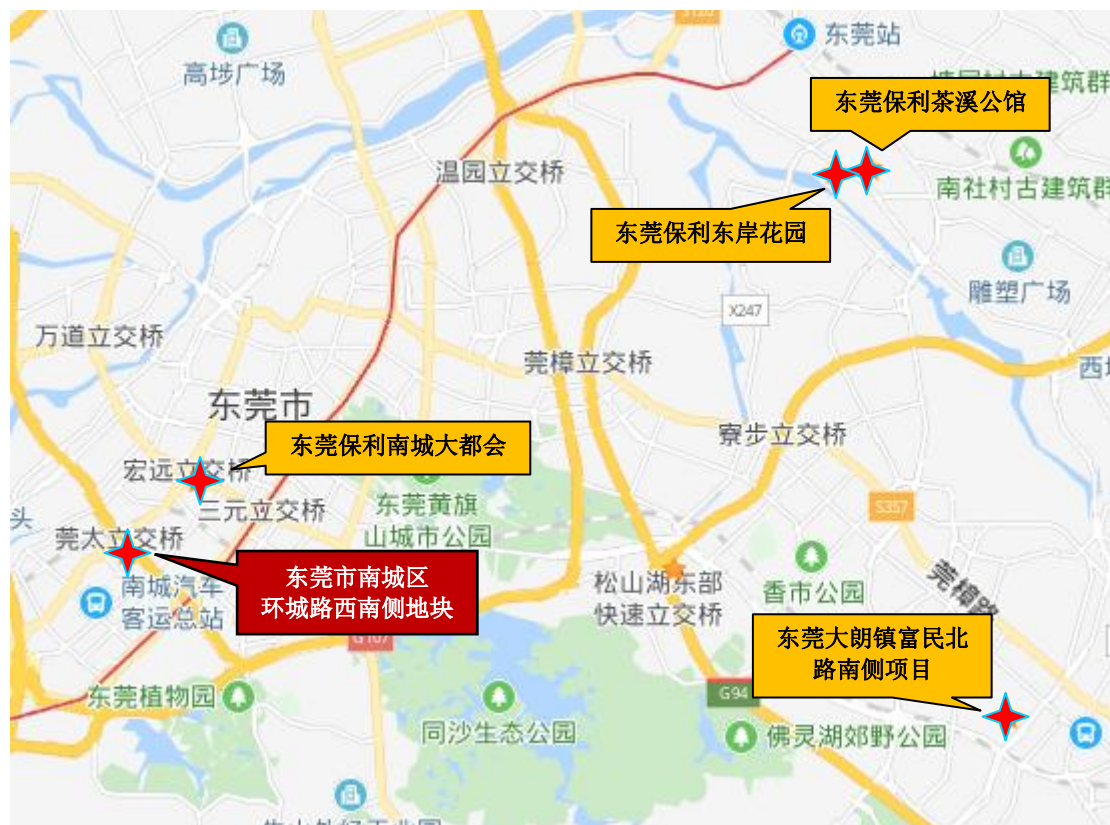 S120
东莞站
高埗广场
东莞保利茶溪公馆
温园立交桥
南社村古建筑群
东莞保利东岸花园
雕塑广场
X247
万道立交桥
莞樟立交桥
西
东莞市
寮步立交桥
东莞保利南城大都会
宏远立交桥
东莞黄旗
山城市公园
S357
三元立交桥
头
莞太立交桥
东莞市南城区
环城路西南侧地块
南城汽车
客运总站
松山湖东部
快速立交桥
香市公园
莞樟路
G107
东莞大朗镇富民北
路南侧项目
东莞植物园
G94
同沙生态公园
佛灵湖郊野公园